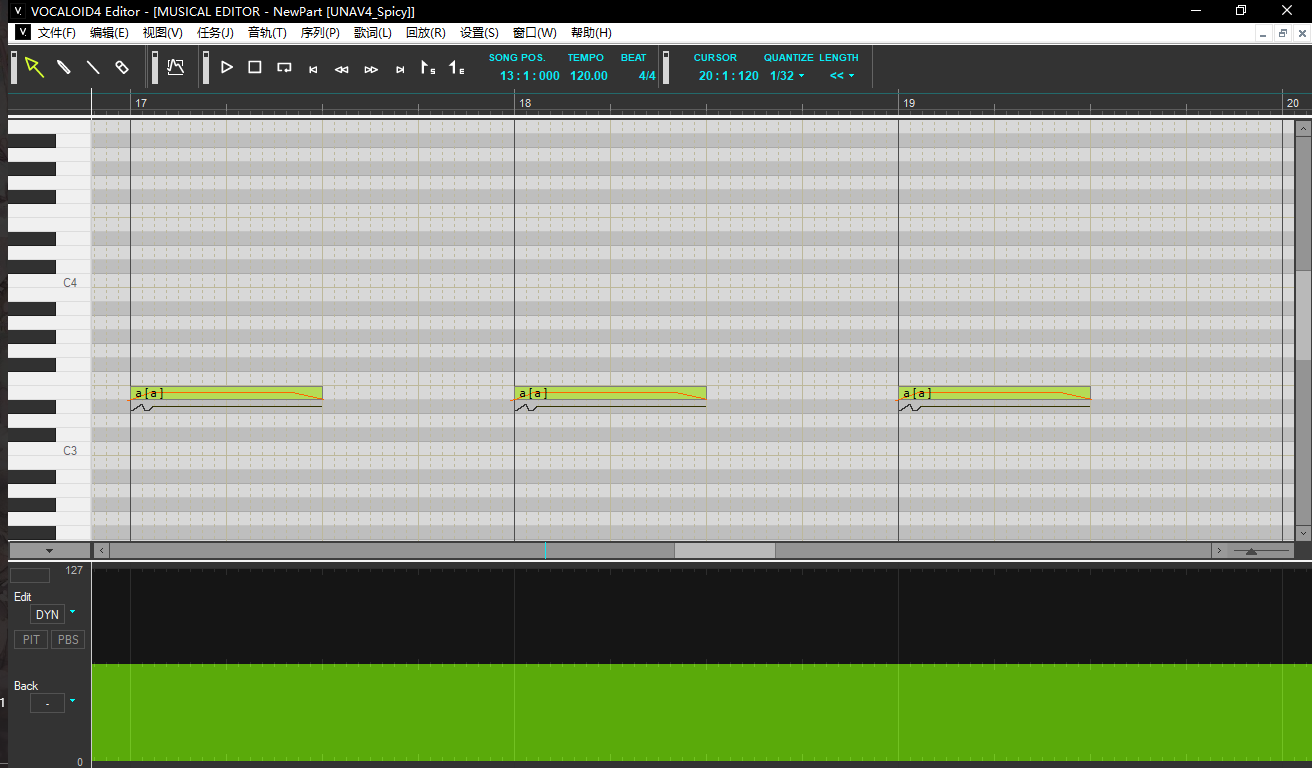 VOCALOID4 Editor - [MUSICAL EDITOR - NewPart [UNAV4_Spicy]]
文件(F) 编辑(E) 视图(V) 任务(J) 音轨(T) 序列(P) 歌词(L) 回放(R) 设置(S) 窗口(W) 帮助(H)
SONG POS. TEMPO BEAT CURSOR QUANTIZE LENGTH
13 : 1 : 000 120.00 4/4 20 : 1 : 120 1/32 <<
17 18 19 20
C4
a [ a ] a [ a ] a [ a ]
C3
127
Edit
DYN
PIT PBS
Back
1 -
0